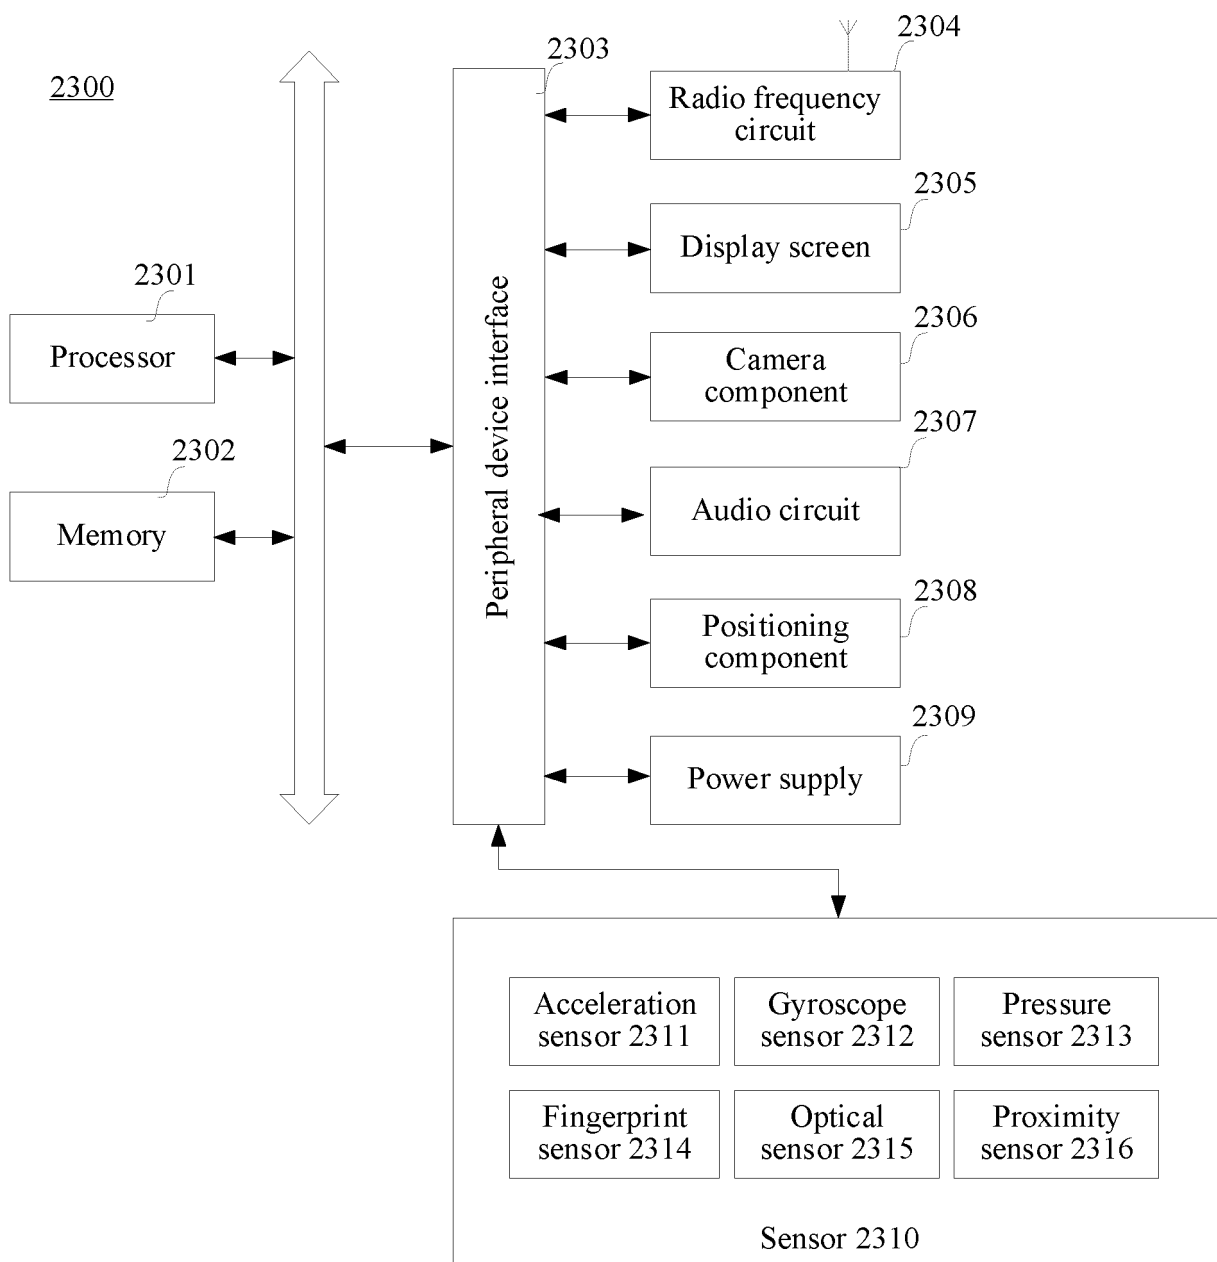 2300
2303
2304
Radio frequency
circuit
2305
Display screen
2301
Processor
2306
Camera
component
2302
Memory
2307
Audio circuit
Peripheral device interface
2308
Positioning
component
2309
Power supply
Acceleration
sensor 2311
Gyroscope
sensor 2312
Pressure
sensor 2313
Fingerprint
sensor 2314
Optical
sensor 2315
Proximity
sensor 2316
Sensor 2310